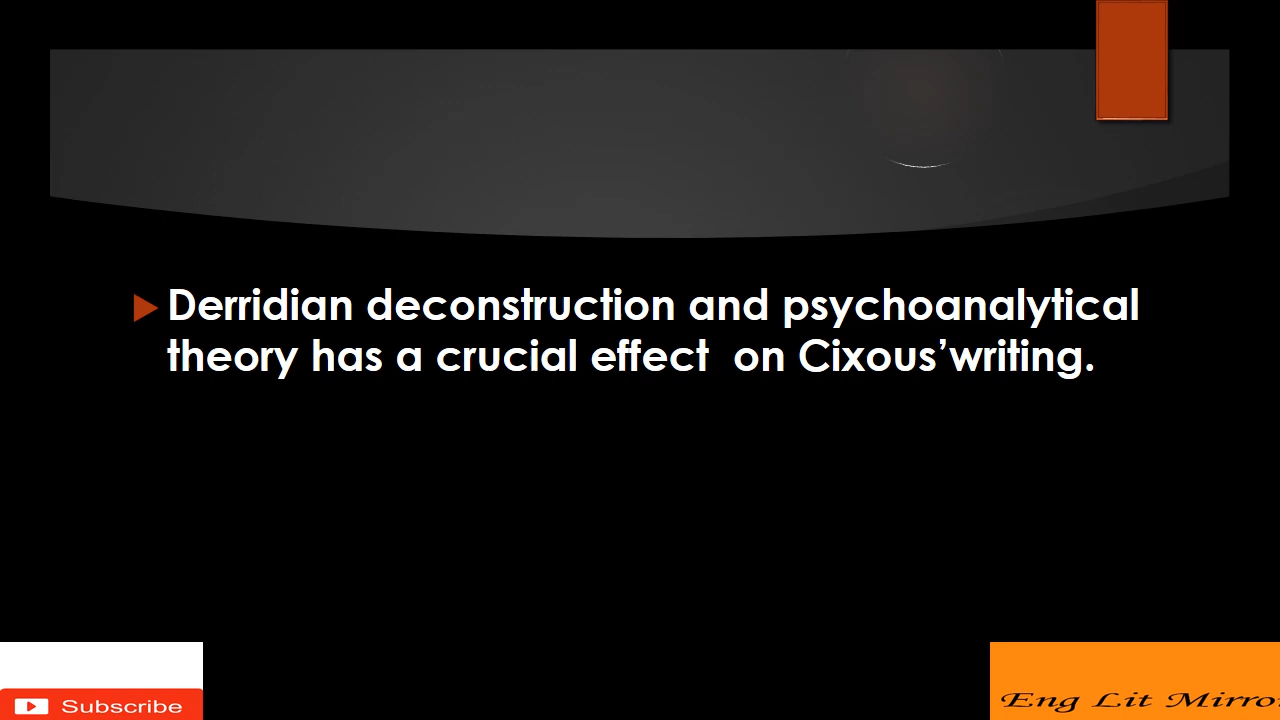 Derridian deconstruction and psychoanalytical
theory has a crucial effect  on Cixous’writing.
Subscribe
Eng Lit Mirro